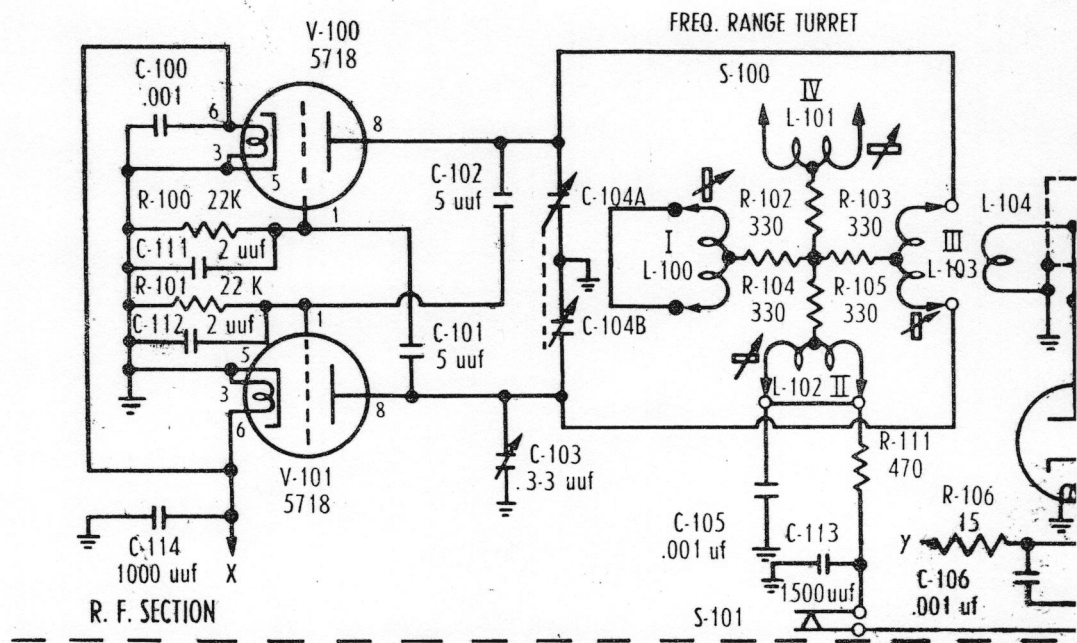 FREQ. RANGE TURRET
V-100
5718
C-100
.001
6
3
5
8
1
R-100 22K
C-111
2 uuf
R-101 22 K
C-112
2 uuf
1
5
3
6
8
V-101
5718
C-114
1000 uuf
X
R. F. SECTION
C-102
5 uuf
C-101
5 uuf
C-103
.3-3 uuf
C-104A
C-104B
S-100
IV
L-101
I
L-100
R-102
330
R-103
330
R-104
330
R-105
330
III
L-103
L-104
L-102 II
R-111
470
C-105
.001 uf
C-113
1500uuf
S-101
R-106
15
Y
C-106
.001 uf